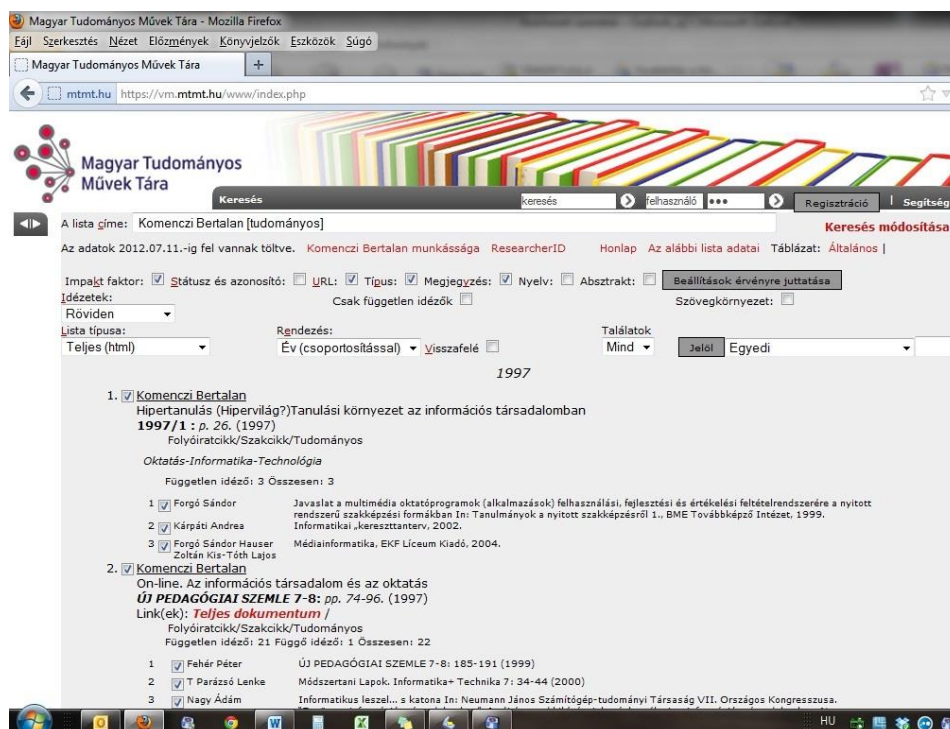 Magyar Tudományos Művek Tára - Mozilla Firefox
Fájl Szerkesztés Nézet Előzmények Könyvjelzők Eszközök Súgó
Magyar Tudományos Művek Tára +
mtmt.hu https://vm.mtmt.hu/www/index.php
Magyar Tudományos
Művek Tára
Keresés keresés felhasználó ••• Regisztráció | Segítség
A lista címe: Komenczi Bertalan [tudományos] Keresés módosítása
Az adatok 2012.07.11.-ig fel vannak töltve. Komenczi Bertalan munkássága ResearcherID Honlap Az alábbi lista adatai Táblázat: Általános |
Impakt faktor: Státusz és azonosító: URL: Típus: Megjegyzés: Nyelv: Absztrakt: Beállítások érvényre juttatása
Idézetek: Csak független idézők Szövegkörnyezet:
Röviden
Lista típusa: Rendezés: Találatok
Teljes (html) Év (csoportosítással) Visszafelé Mind Jelöl Egyedi
1997
1. Komenczi Bertalan
Hipertanulás (Hipervilág?)Tanulási környezet az információs társadalomban
1997/1 : p. 26. (1997)
Folyóiratcikk/Szakcikk/Tudományos
Oktatás-Informatika-Technológia
Független idéző: 3 Összesen: 3
1 Forgó Sándor Javaslat a multimédia oktatóprogramok (alkalmazások) felhasználási, fejlesztési és értékelési feltételrendszerére a nyitott
rendszerű szakképzési formákban In: Tanulmányok a nyitott szakképzésről 1., BME Továbbképző Intézet, 1999.
2 Kárpáti Andrea Informatikai „kereszttanterv, 2002.
3 Forgó Sándor Hauser Médiainformatika, EKF Líceum Kiadó, 2004.
Zoltán Kis-Tóth Lajos
2. Komenczi Bertalan
On-line. Az információs társadalom és az oktatás
ÚJ PEDAGÓGIAI SZEMLE 7-8: pp. 74-96. (1997)
Link(ek): Teljes dokumentum /
Folyóiratcikk/Szakcikk/Tudományos
Független idéző: 21 Függő idéző: 1 Összesen: 22
1 Fehér Péter ÚJ PEDAGÓGIAI SZEMLE 7-8: 185-191 (1999)
2 T Parázsó Lenke Módszertani Lapok. Informatika+ Technika 7: 34-44 (2000)
3 Nagy Ádám Informatikus leszel... s katona In: Neumann János Számítógép-tudományi Társaság VII. Országos Kongresszusa.
HU